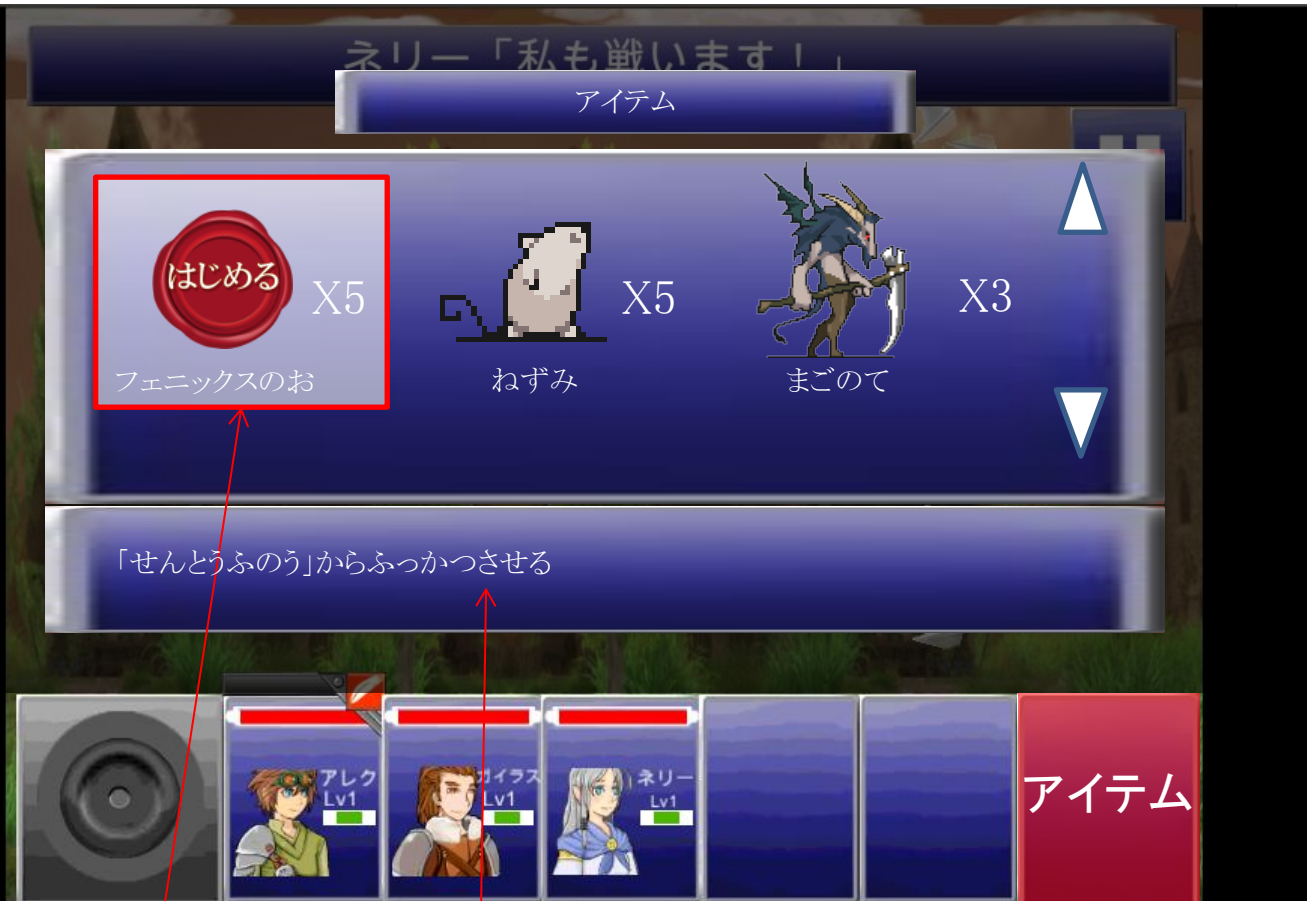 ネリー「私も戦います！」
アイテム
はじめる
X5
フェニックスのお
X5
ねずみ
X3
まごのて
「せんとうふのう」からふっかつさせる
アレク
Lv1
ガイラス
Lv1
ネリー
Lv1
アイテム